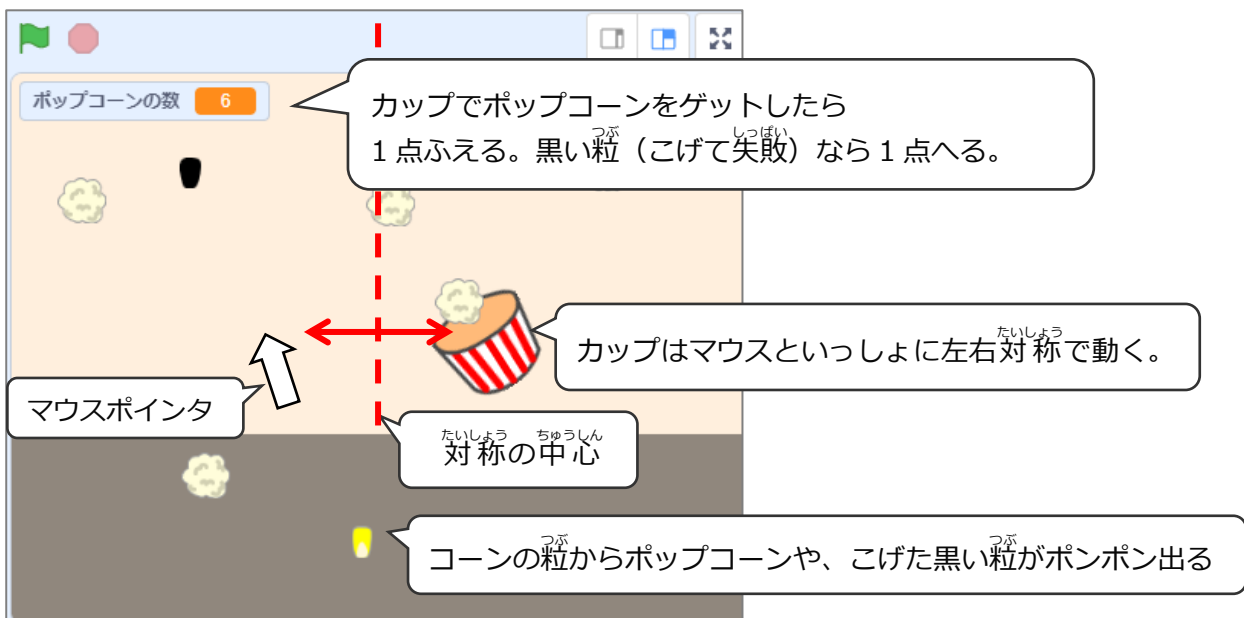 ポップコーンの数 6
カップでポップコーンをゲットしたら
1点ふえる。黒い粒（こげて失敗）なら1点へる。
カップはマウスといっしょに左右対称で動く。
マウスポインタ
対称の中心
コーンの粒からポップコーンや、こげた黒い粒がポンポン出る